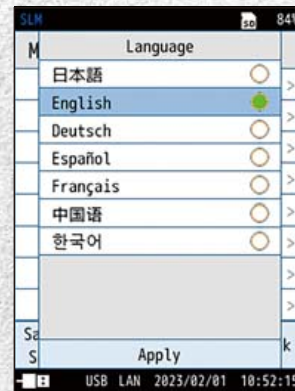 SLM SD 84%
M
Language
日本語
English
Deutsch
Español
Français
中国语
한국어
Sa
S
k
Apply
USB LAN 2023/02/01 10:52:1